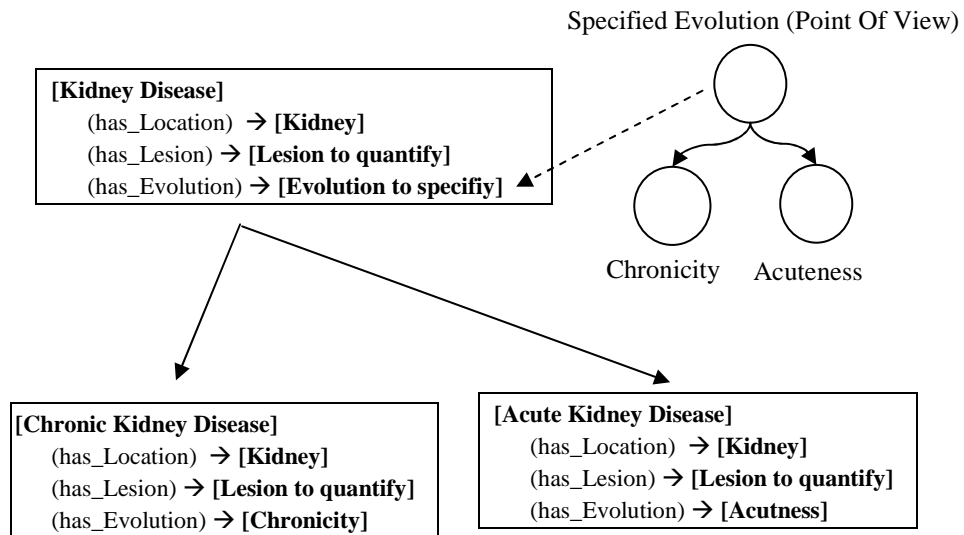 Specified Evolution (Point Of View)
[Kidney Disease]
(has_Location) → [Kidney]
(has_Lesion) → [Lesion to quantify]
(has_Evolution) → [Evolution to specifiy]
Chronicity
Acuteness
[Chronic Kidney Disease]
(has_Location) → [Kidney]
(has_Lesion) → [Lesion to quantify]
(has_Evolution) → [Chronicity]
[Acute Kidney Disease]
(has_Location) → [Kidney]
(has_Lesion) → [Lesion to quantify]
(has_Evolution) → [Acutness]